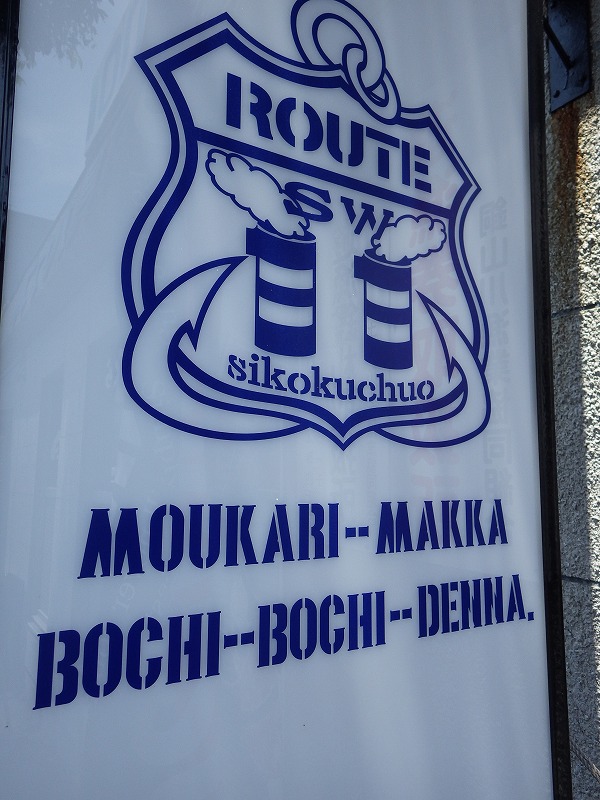 ROUTE
SW
sikokuchuo
MOUKARI--MAKKA
BOCHI--BOCHI--DENNA.